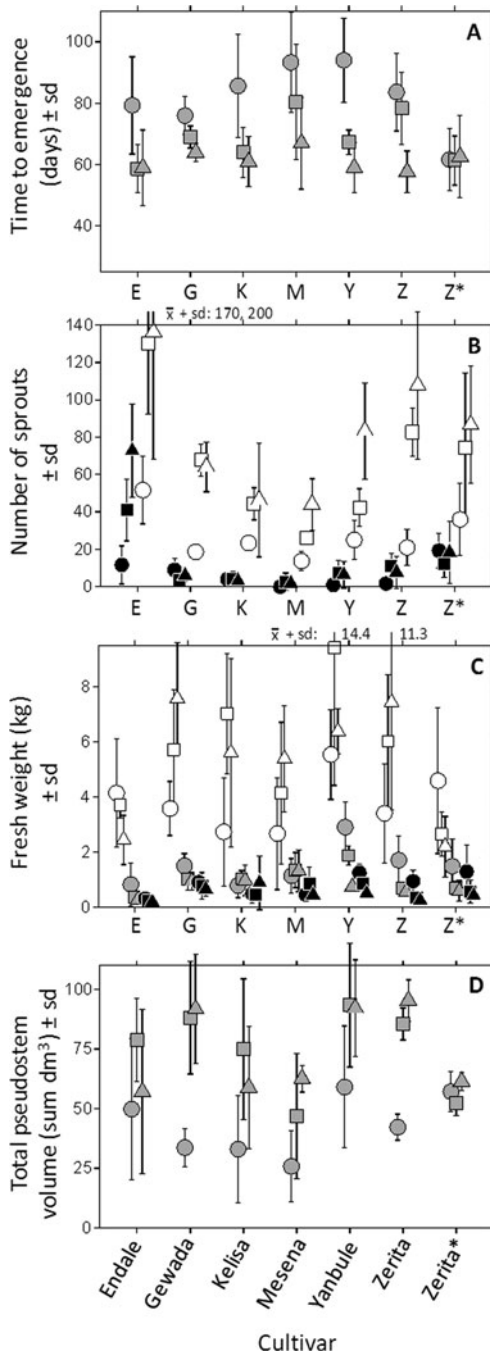 A
Time to emergence
(days) ± sd
100
80
60
40
E G K M Y Z Z*
x̄ + sd: 170, 200
B
Number of sprouts
± sd
140
120
100
80
60
40
20
0
E G K M Y Z Z*
x̄ + sd: 14.4 11.3
C
Fresh weight (kg)
± sd
8
6
4
2
0
E G K M Y Z Z*
D
Total pseudostem
volume (sum dm³) ± sd
100
75
50
25
0
Endale
Gewada
Kelisa
Mesena
Yanbule
Zerita
Zerita*
Cultivar